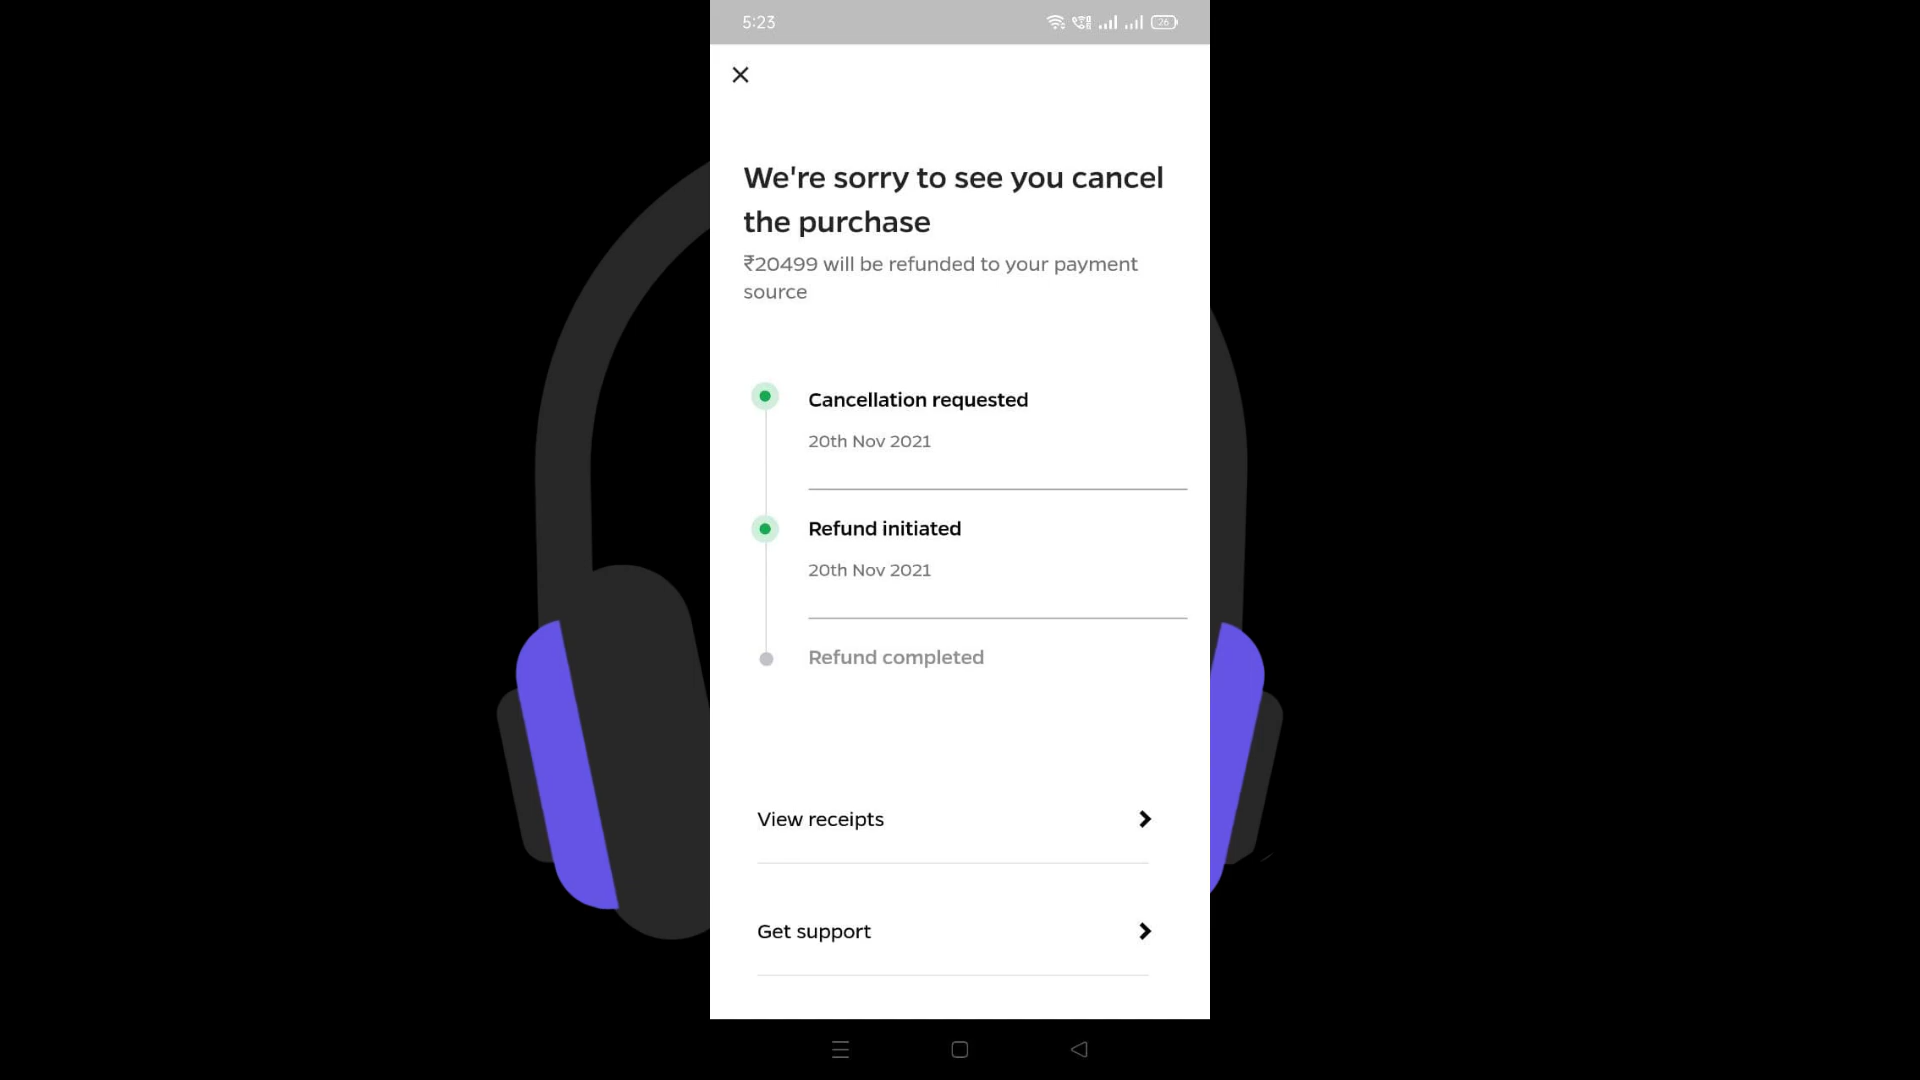 5:23
26
We're sorry to see you cancel
the purchase
₹20499 will be refunded to your payment
source
Cancellation requested
20th Nov 2021
Refund initiated
20th Nov 2021
Refund completed
View receipts
Get support